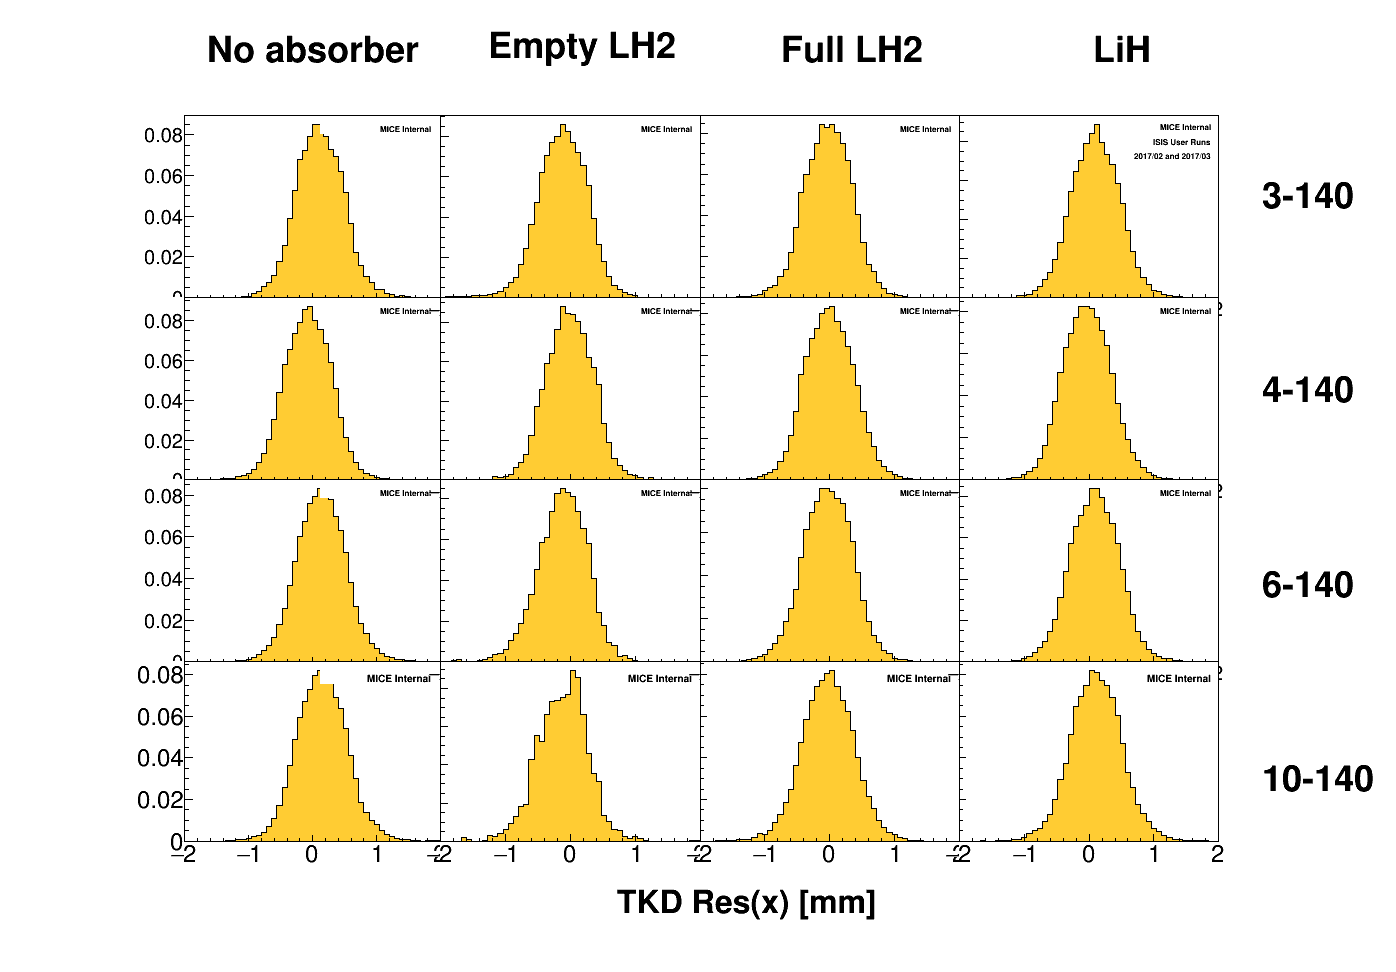 No absorber Empty LH2 Full LH2 LiH
0.08 MICE Internal MICE Internal MICE Internal MICE Internal
ISIS User Runs
2017/02 and 2017/03
0.06
3-140
0.04
0.02
0.08 MICE Internal MICE Internal MICE Internal MICE Internal
0.06
4-140
0.04
0.02
0.08 MICE Internal MICE Internal MICE Internal MICE Internal
0.06
6-140
0.04
0.02
0.08 MICE Internal MICE Internal MICE Internal MICE Internal
0.06
10-140
0.04
0.02
0
−2 −1 0 1 2 −1 0 1 2 −1 0 1 2 −1 0 1 2
TKD Res(x) [mm]